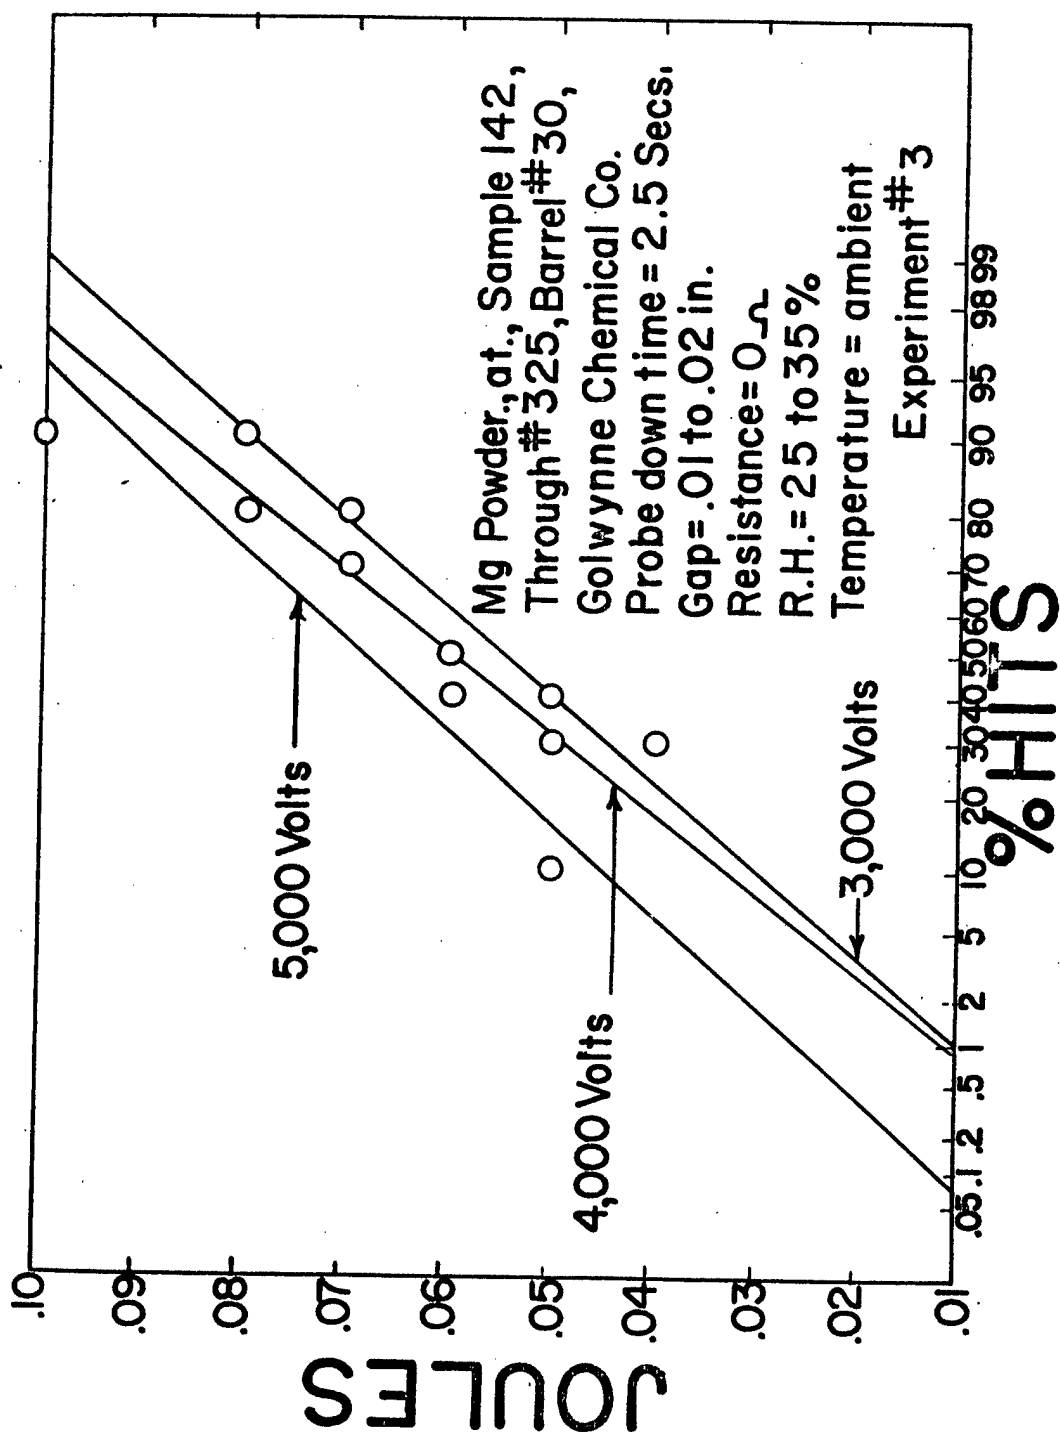 JOULES
.10
.09
.08
.07
.06
.05
.04
.03
.02
.01
5,000 Volts
4,000 Volts
3,000 Volts
Mg Powder., at., Sample 142,
Through #325, Barrel #30,
Golwynne Chemical Co.
Probe down time = 2.5 Secs.
Gap = .01 to .02 in.
Resistance = 0 Ω
R.H. = 25 to 35%
Temperature = ambient
Experiment #3
.05 .1 .2 .5 1 2 5 10 20 30 40 50 60 70 80 90 95 98 99
% HITS